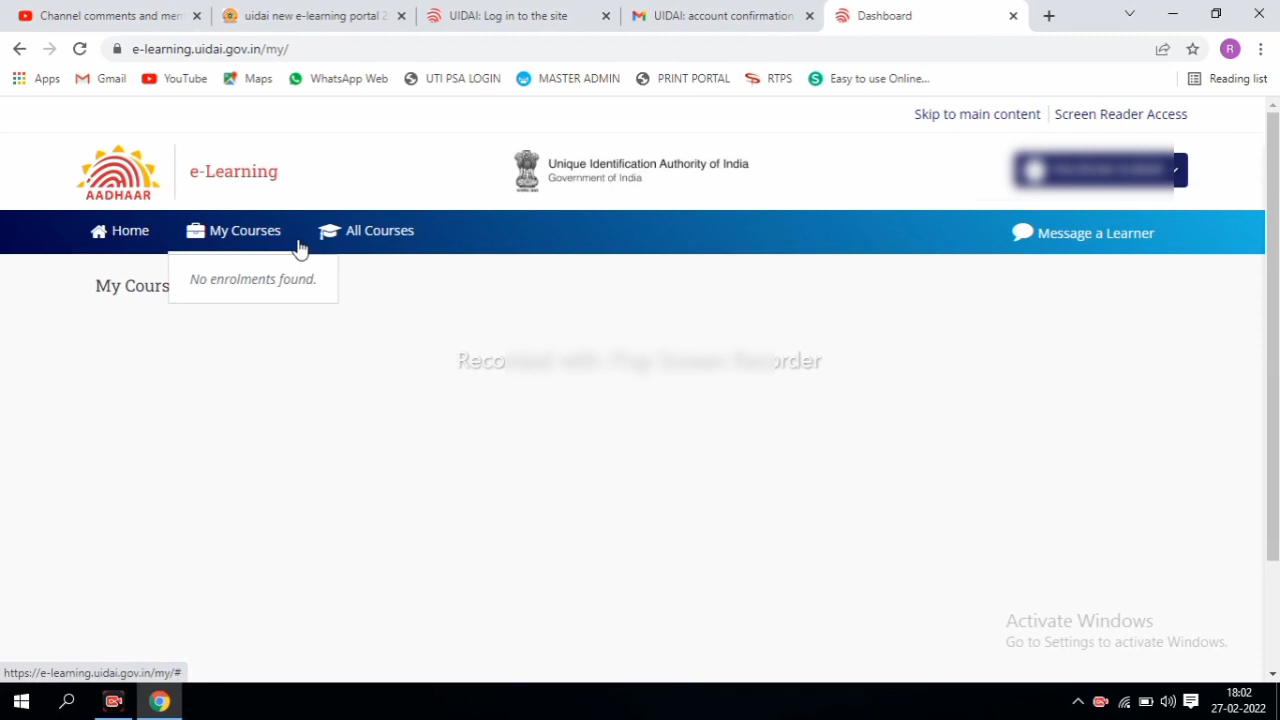 Channel comments and men
uidai new e-learning portal 2
UIDAI: Log in to the site
UIDAI: account confirmation
Dashboard
e-learning.uidai.gov.in/my/
R
Apps
Gmail
YouTube
Maps
WhatsApp Web
UTI PSA LOGIN
MASTER ADMIN
PRINT PORTAL
RTPS
Easy to use Online...
Reading list
Skip to main content
Screen Reader Access
AADHAAR
e-Learning
Unique Identification Authority of India
Government of India
Home
My Courses
All Courses
Message a Learner
No enrolments found.
My Cours
Activate Windows
Go to Settings to activate Windows.
https://e-learning.uidai.gov.in/my/#
18:02
27-02-2022